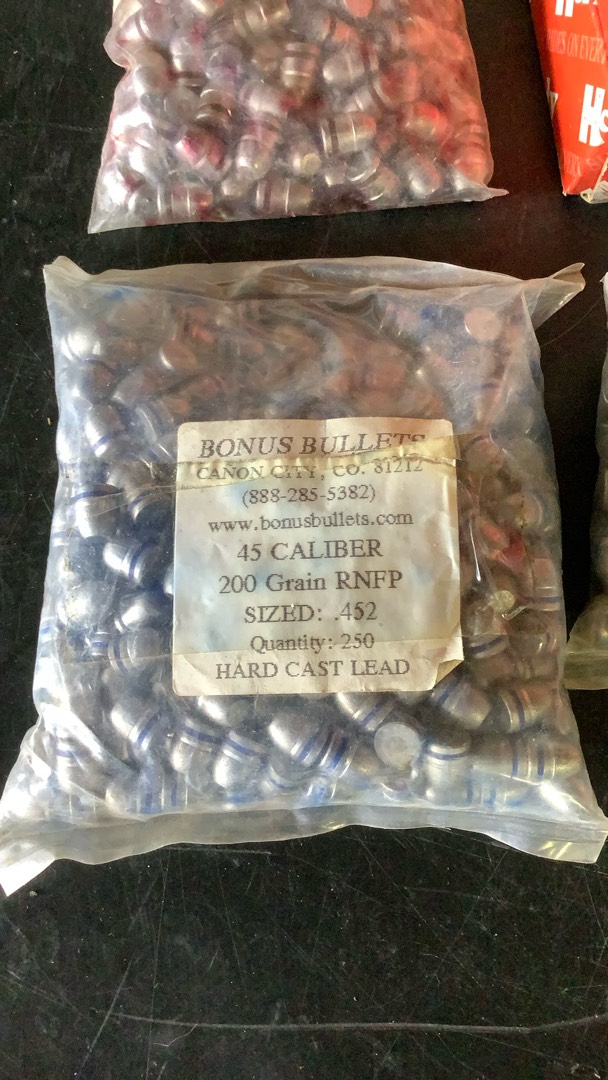 BONUS BULLETS
CAÑON CITY, CO. 81212
(888-285-5382)
www.bonusbullets.com
45 CALIBER
200 Grain RNFP
SIZED: .452
Quantity: 250
HARD CAST LEAD